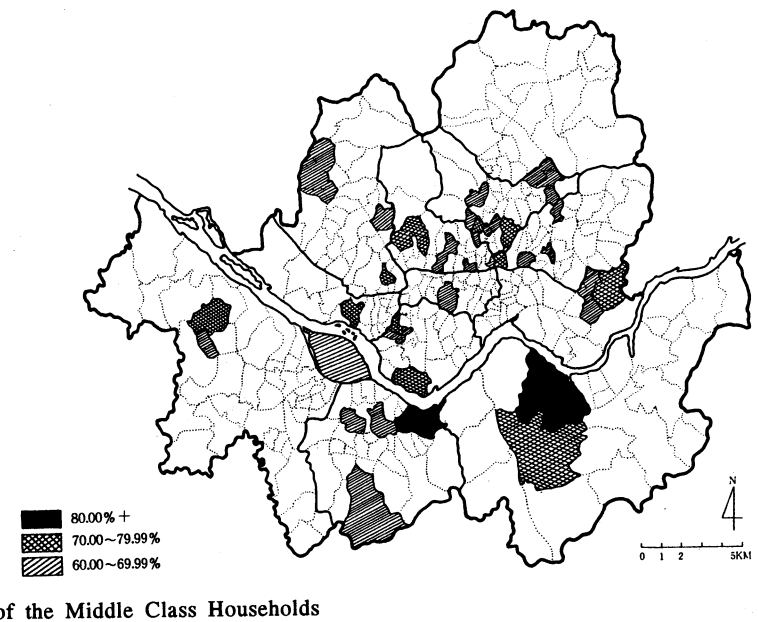 N
80.00% +
70.00~79.99%
60.00~69.99%
0 1 2 5KM
of the Middle Class Households